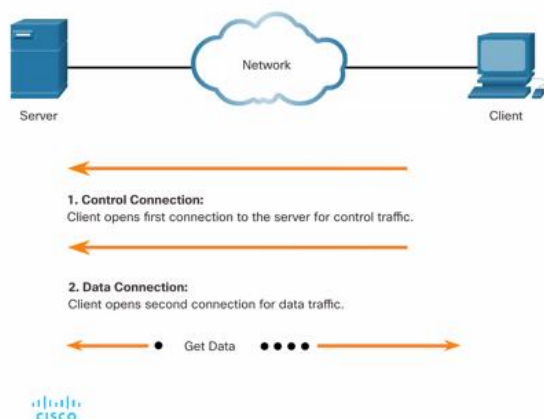 Network
Server
Client
1. Control Connection:
Client opens first connection to the server for control traffic.
2. Data Connection:
Client opens second connection for data traffic.
Get Data
CISCO